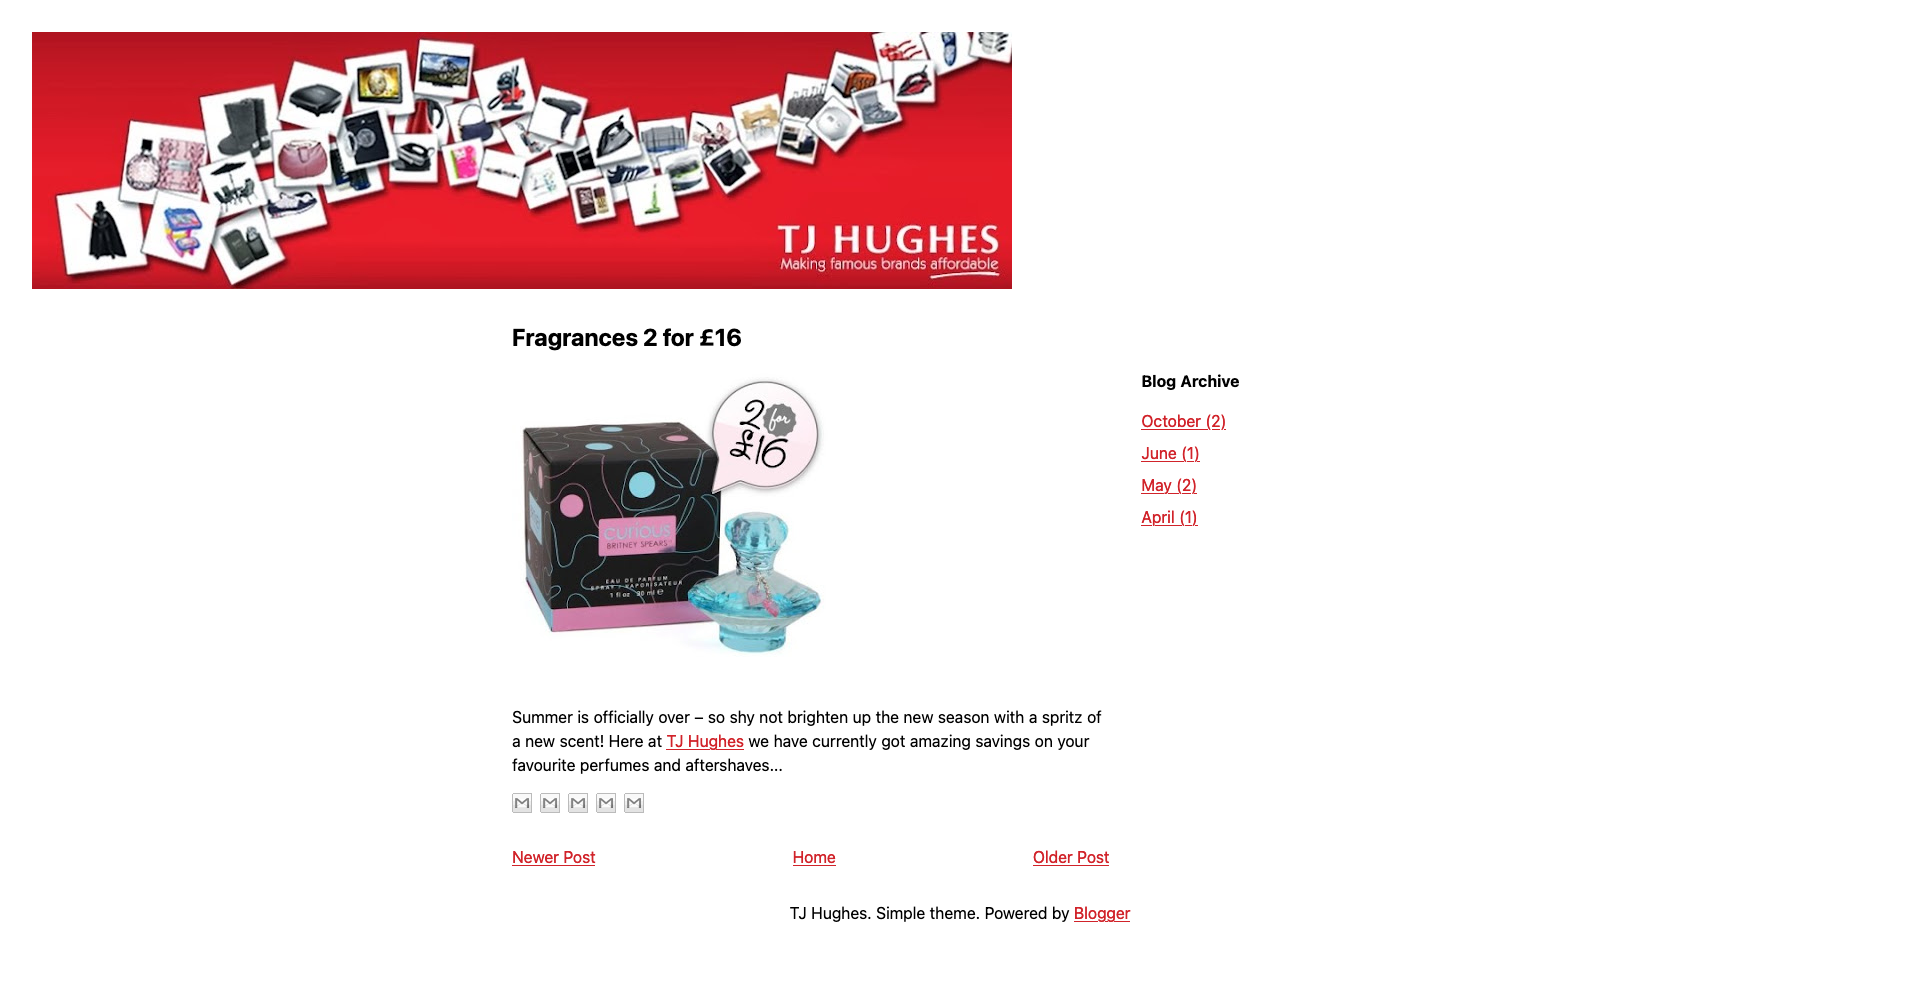 TJ HUGHES
Making famous brands affordable
Fragrances 2 for £16
2 for
£16
curious
BRITNEY SPEARS
EAU DE PARFUM
SPRAY VAPORISATEUR
1 fl oz 30 ml e
Summer is officially over – so shy not brighten up the new season with a spritz of
a new scent! Here at TJ Hughes we have currently got amazing savings on your
favourite perfumes and aftershaves...
Newer Post
Home
Older Post
Blog Archive
October (2)
June (1)
May (2)
April (1)
TJ Hughes. Simple theme. Powered by Blogger